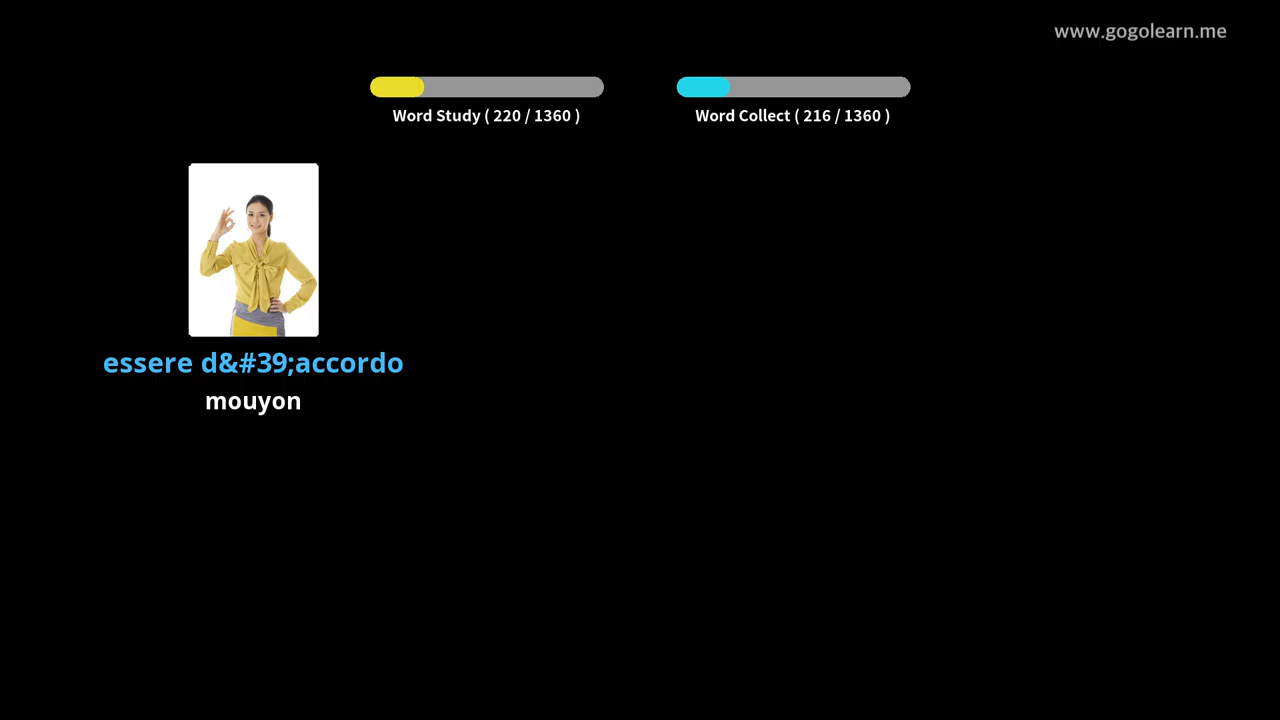 www.gogolearn.me
Word Study ( 220 / 1360 )
Word Collect ( 216 / 1360 )
essere d&#39;accordo
mouyon